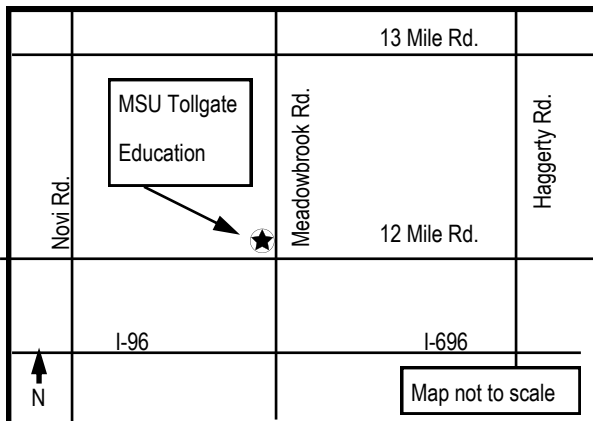 13 Mile Rd.
MSU Tollgate
Education
Novi Rd.
Meadowbrook Rd.
Haggerty Rd.
12 Mile Rd.
I-96
I-696
N
Map not to scale